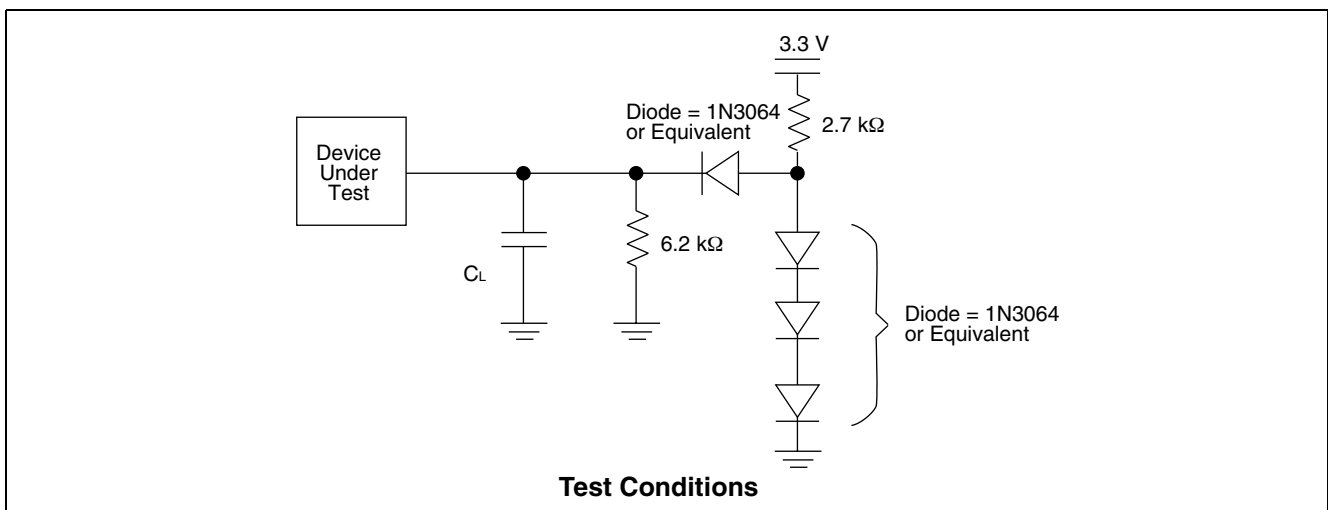 3.3 V
Diode = 1N3064
or Equivalent
2.7 kΩ
Device
Under
Test
6.2 kΩ
CL
Diode = 1N3064
or Equivalent
Test Conditions